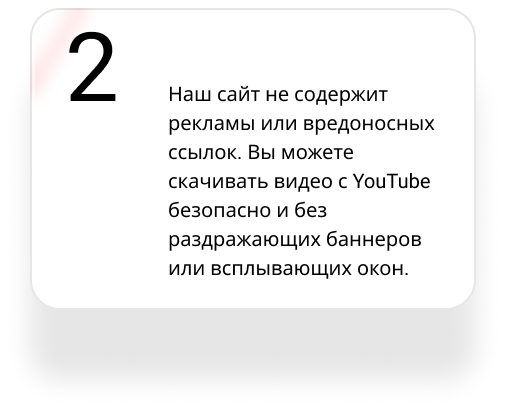 2
Наш сайт не содержит
рекламы или вредоносных
ссылок. Вы можете
скачивать видео с YouTube
безопасно и без
раздражающих баннеров
или всплывающих окон.